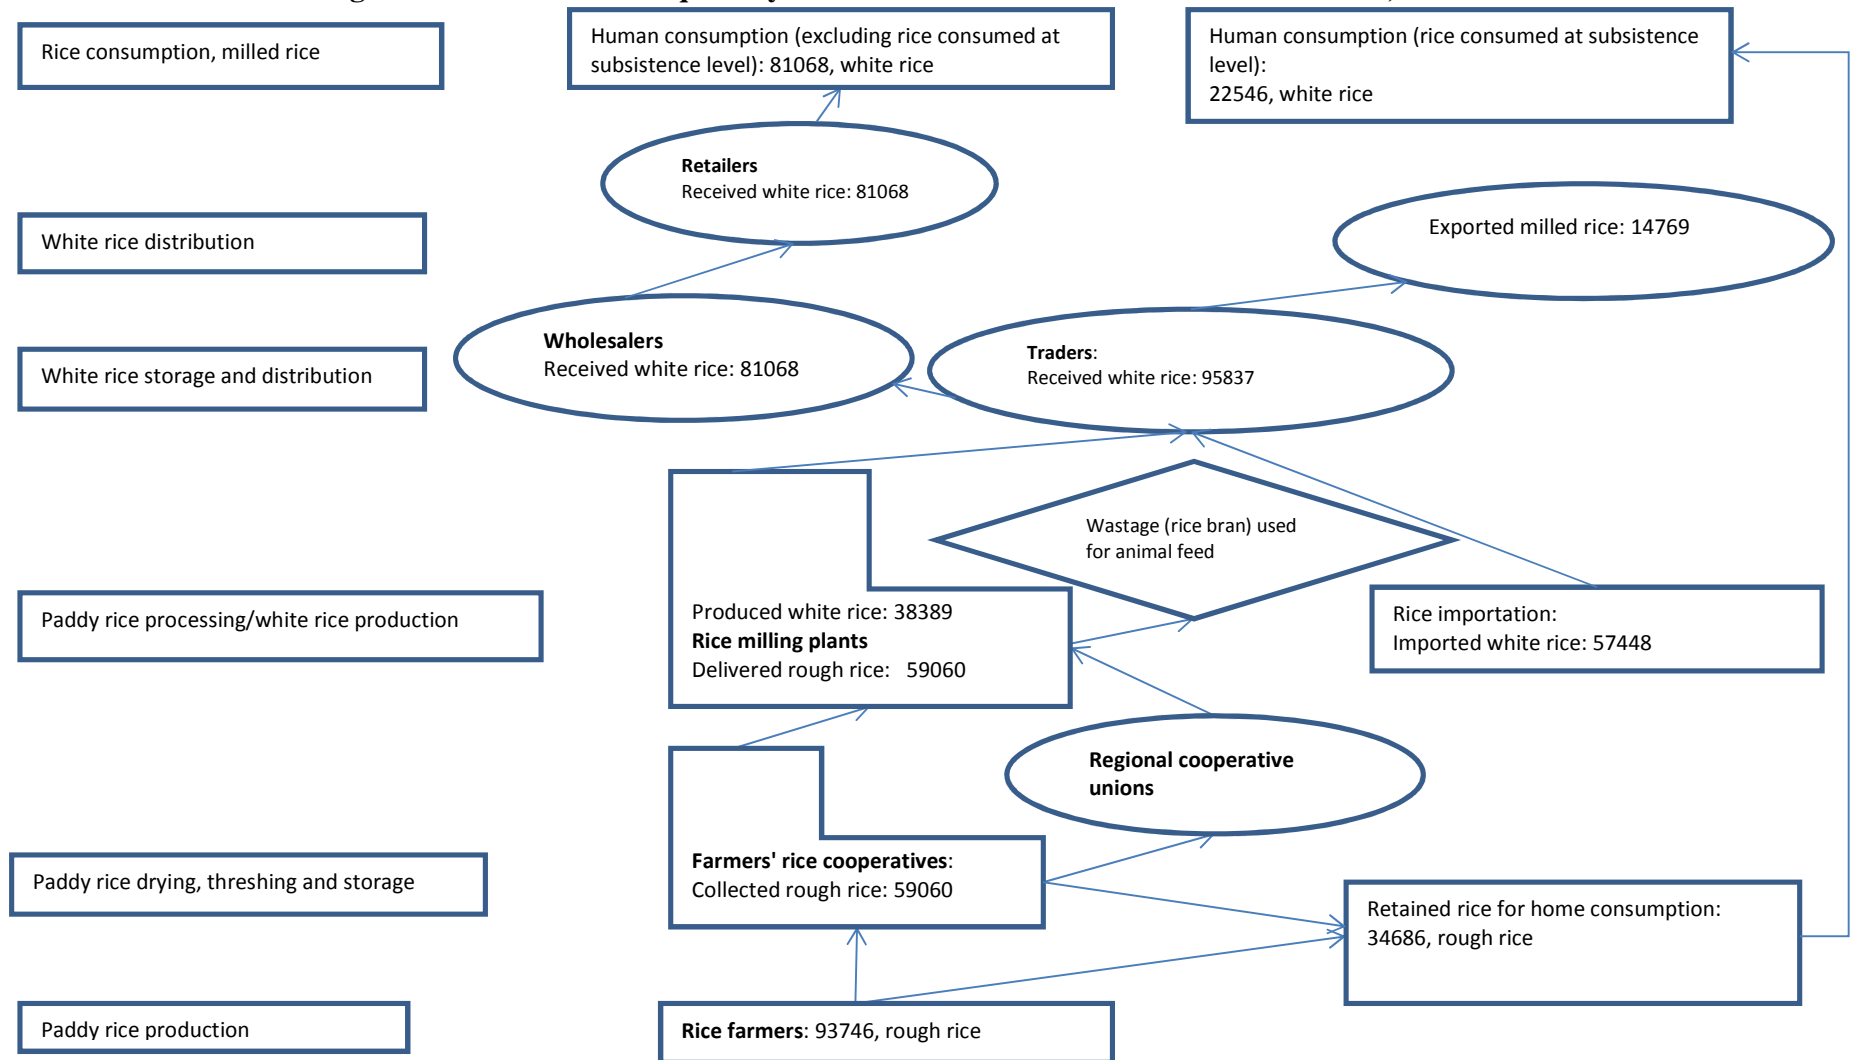 Rice consumption, milled rice
Human consumption (excluding rice consumed at
subsistence level): 81068, white rice
Human consumption (rice consumed at subsistence
level):
22546, white rice
Retailers
Received white rice: 81068
White rice distribution
Exported milled rice: 14769
Wholesalers
Received white rice: 81068
Traders:
Received white rice: 95837
White rice storage and distribution
Wastage (rice bran) used
for animal feed
Paddy rice processing/white rice production
Produced white rice: 38389
Rice milling plants
Delivered rough rice: 59060
Rice importation:
Imported white rice: 57448
Regional cooperative
unions
Paddy rice drying, threshing and storage
Farmers' rice cooperatives:
Collected rough rice: 59060
Retained rice for home consumption:
34686, rough rice
Paddy rice production
Rice farmers: 93746, rough rice